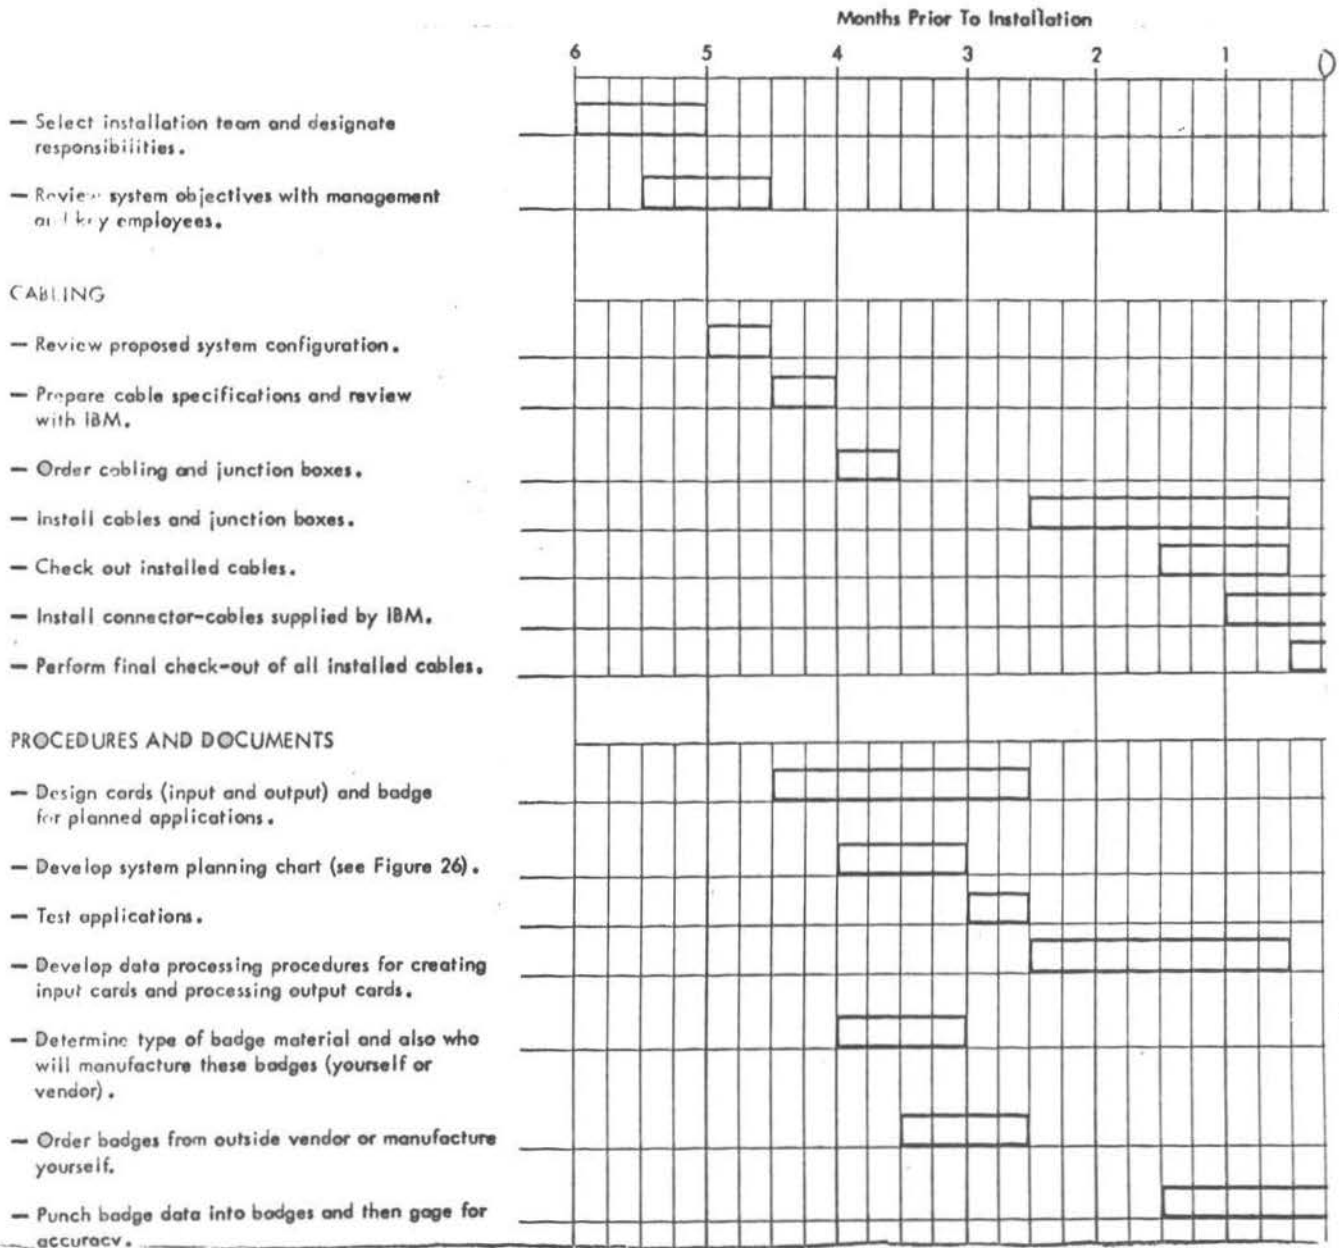 Months Prior To Installation
6 5 4 3 2 1 0
— Select installation team and designate
responsibilities.
— Review system objectives with management
and key employees.
CABLING
— Review proposed system configuration.
— Prepare cable specifications and review
with IBM.
— Order cabling and junction boxes.
— Install cables and junction boxes.
— Check out installed cables.
— Install connector-cables supplied by IBM.
— Perform final check-out of all installed cables.
PROCEDURES AND DOCUMENTS
— Design cards (input and output) and badge
for planned applications.
— Develop system planning chart (see Figure 26).
— Test applications.
— Develop data processing procedures for creating
input cards and processing output cards.
— Determine type of badge material and also who
will manufacture these badges (yourself or
vendor).
— Order badges from outside vendor or manufacture
yourself.
— Punch badge data into badges and then gage for
accuracy.